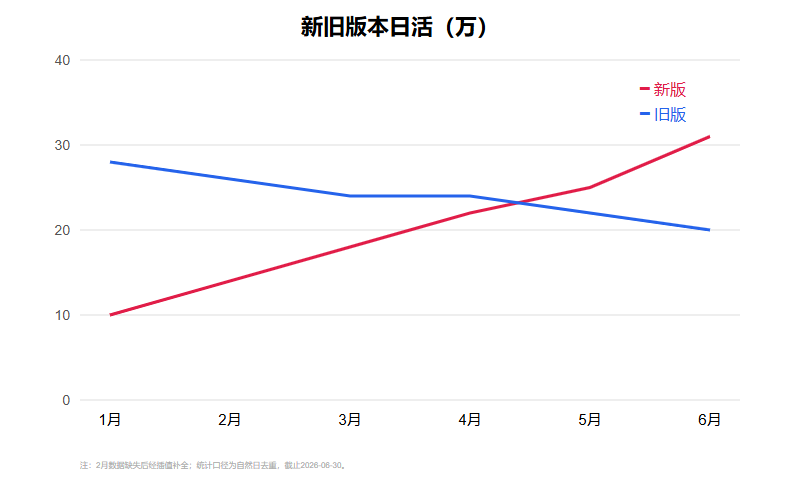 新旧版本日活（万）
40
新版
旧版
30
20
10
0
1月 2月 3月 4月 5月 6月
注：2月数据缺失后经插值补全；统计口径为自然日去重，截止2026-06-30。